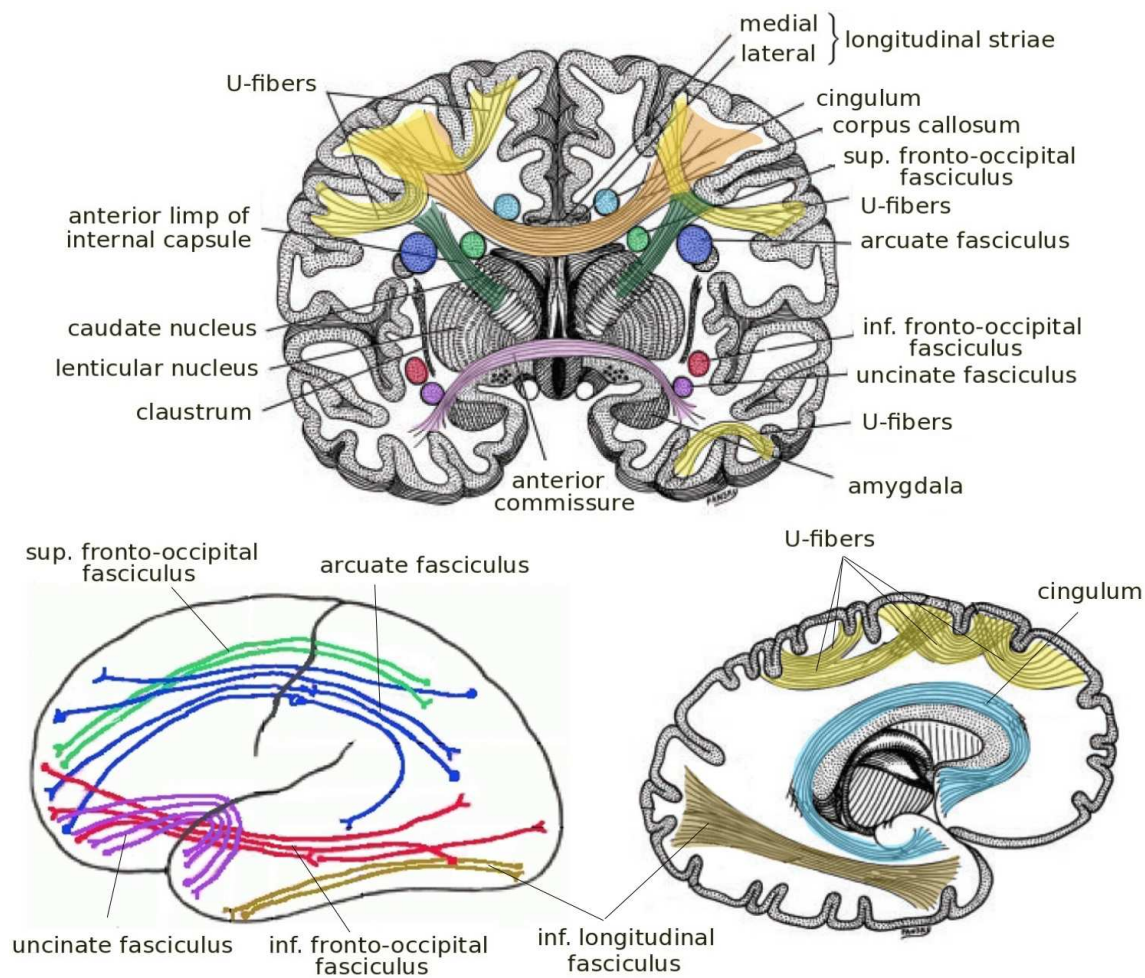 medial
lateral
longitudinal striae
U-fibers
cingulum
corpus callosum
sup. fronto-occipital
fasciculus
U-fibers
anterior limp of
internal capsule
arcuate fasciculus
caudate nucleus
lenticular nucleus
claustrum
inf. fronto-occipital
fasciculus
uncinate fasciculus
U-fibers
amygdala
anterior
commissure
sup. fronto-occipital
fasciculus
arcuate fasciculus
U-fibers
cingulum
uncinate fasciculus
inf. fronto-occipital
fasciculus
inf. longitudinal
fasciculus